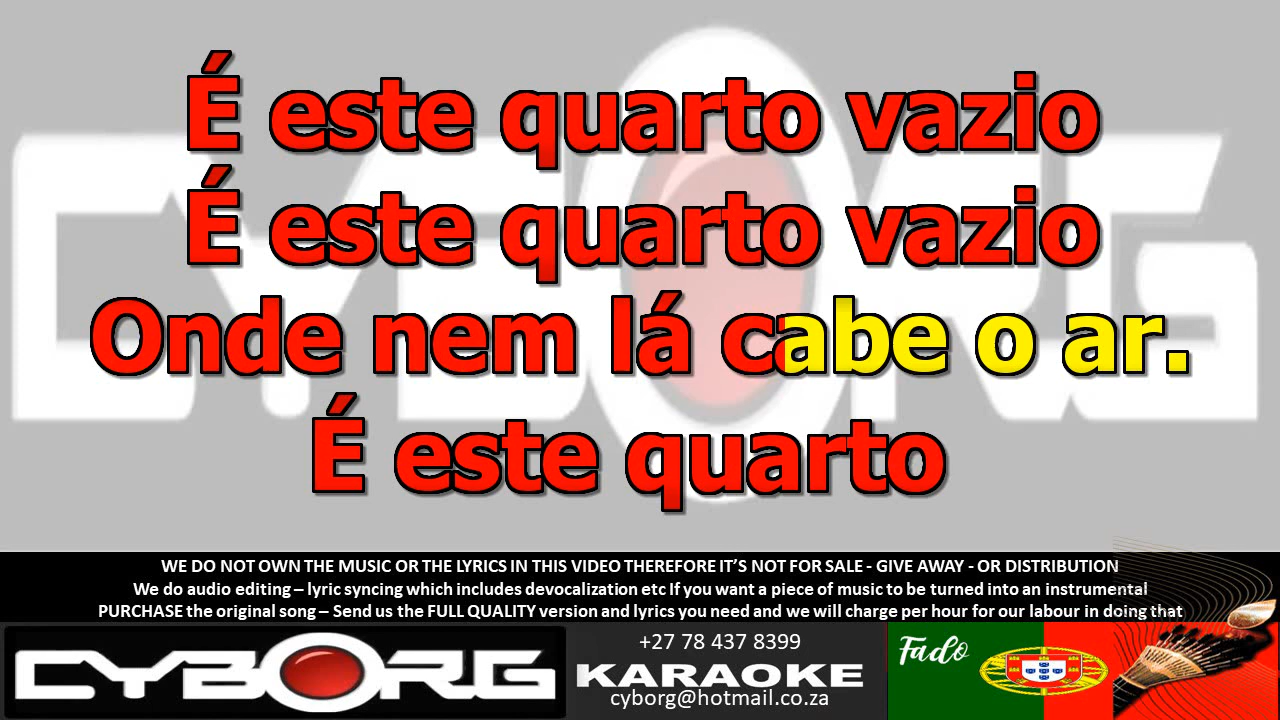 É este quarto vazio
É este quarto vazio
Onde nem lá cabe o ar.
É este quarto
WE DO NOT OWN THE MUSIC OR THE LYRICS IN THIS VIDEO THEREFORE IT'S NOT FOR SALE - GIVE AWAY - OR DISTRIBUTION
We do audio editing – lyric syncing which includes devocalization etc If you want a piece of music to be turned into an instrumental
PURCHASE the original song – Send us the FULL QUALITY version and lyrics you need and we will charge per hour for our labour in doing that
CYBORG
+27 78 437 8399
KARAOKE
cyborg@hotmail.co.za
Fado
CYBORG